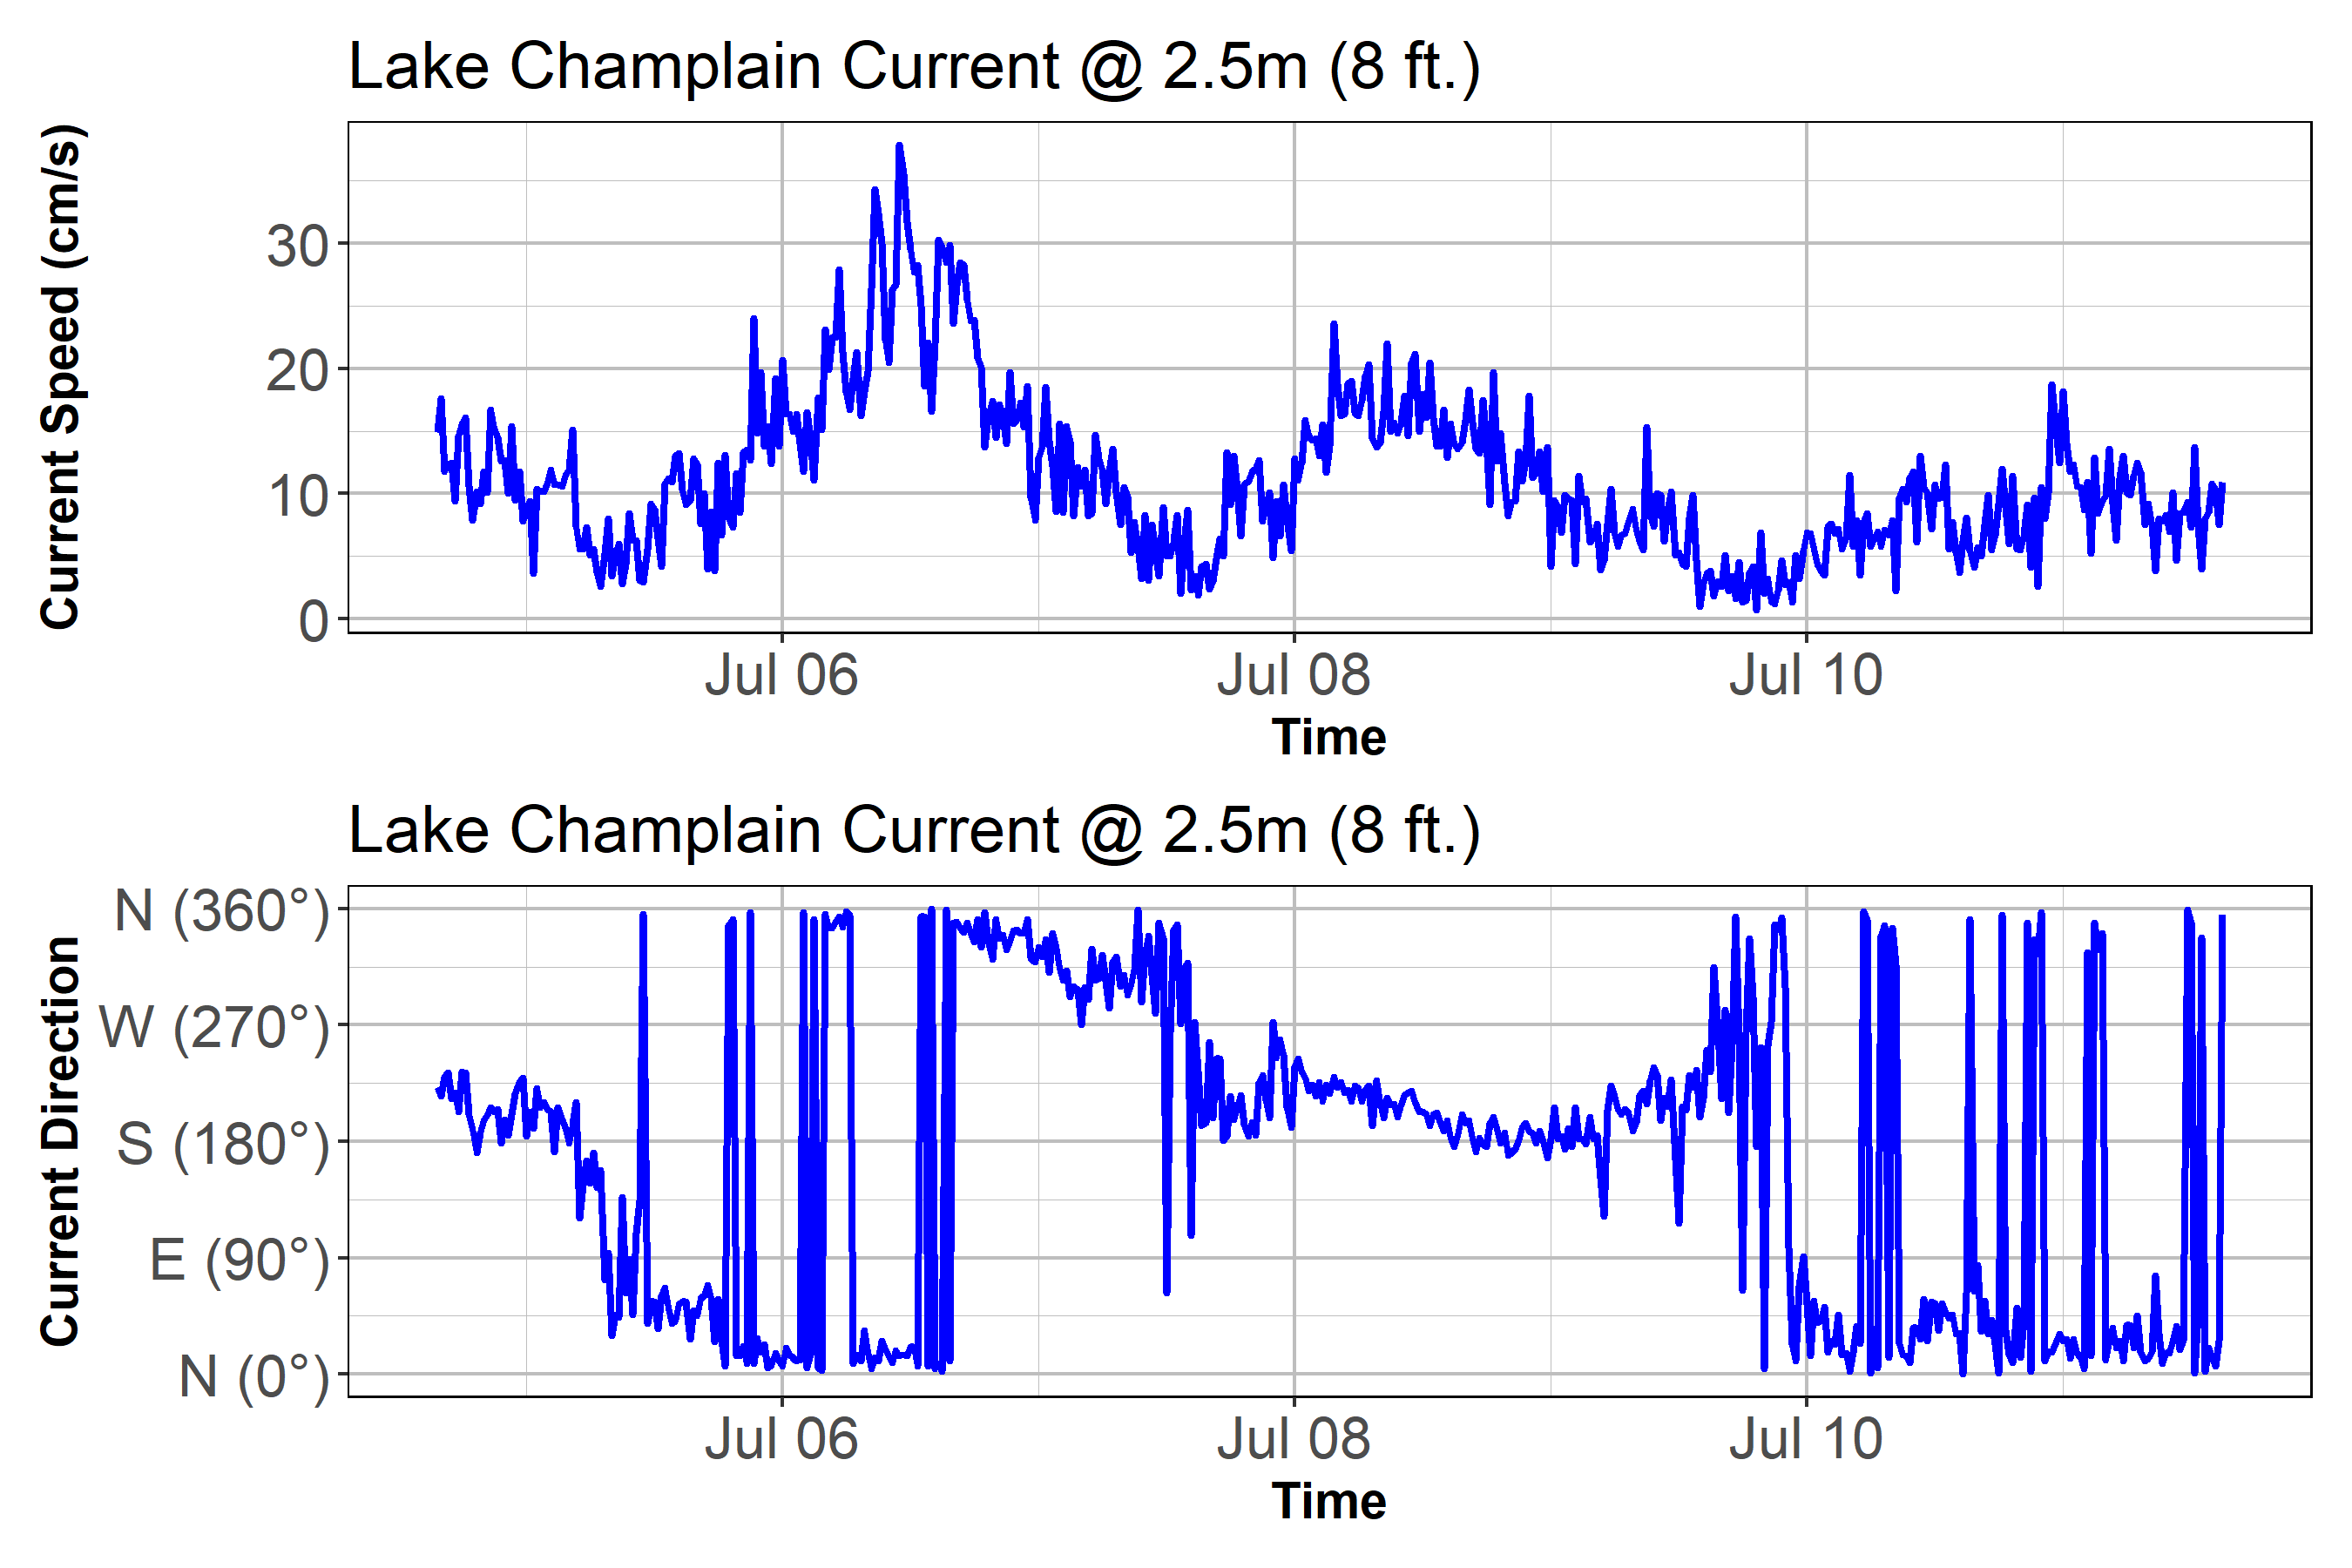 Lake Champlain Current @ 2.5m (8 ft.)
Current Speed (cm/s)
30
20
10
0
Jul 06 Jul 08 Jul 10
Time
Lake Champlain Current @ 2.5m (8 ft.)
Current Direction
N (360°)
W (270°)
S (180°)
E (90°)
N (0°)
Jul 06 Jul 08 Jul 10
Time